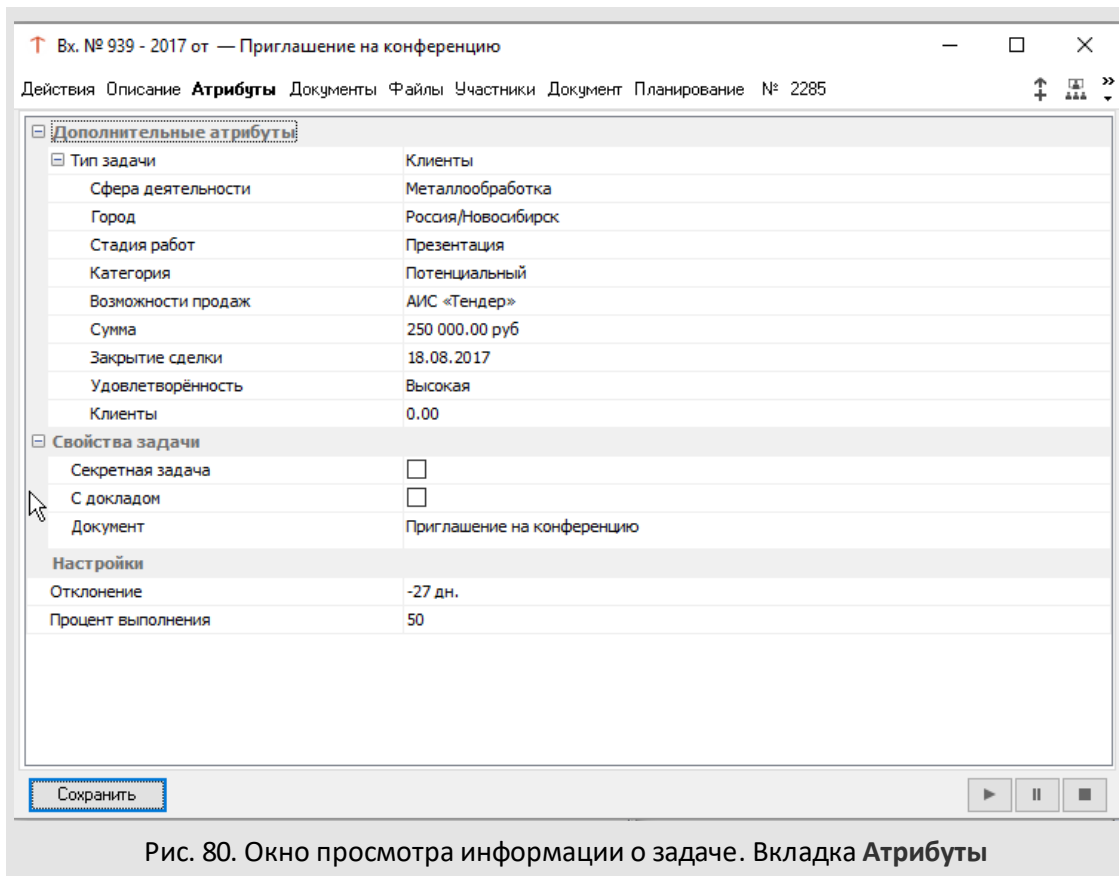 Вх. № 939 - 2017 от — Приглашение на конференцию
Действия Описание Атрибуты Документы Файлы Участники Документ Планирование № 2285
Дополнительные атрибуты
Тип задачи Клиенты
Сфера деятельности Металлообработка
Город Россия/Новосибирск
Стадия работ Презентация
Категория Потенциальный
Возможности продаж АИС «Тендер»
Сумма 250 000.00 руб
Закрытие сделки 18.08.2017
Удовлетворённость Высокая
Клиенты 0.00
Свойства задачи
Секретная задача
С докладом
Документ Приглашение на конференцию
Настройки
Отклонение -27 дн.
Процент выполнения 50
Сохранить
Рис. 80. Окно просмотра информации о задаче. Вкладка Атрибуты